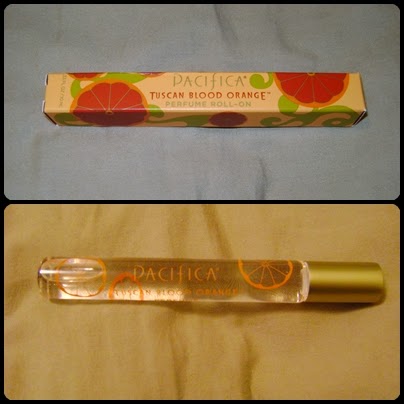 PACIFICA®
TUSCAN BLOOD ORANGE™
PERFUME ROLL-ON
PACIFICA®
TUSCAN BLOOD ORANGE